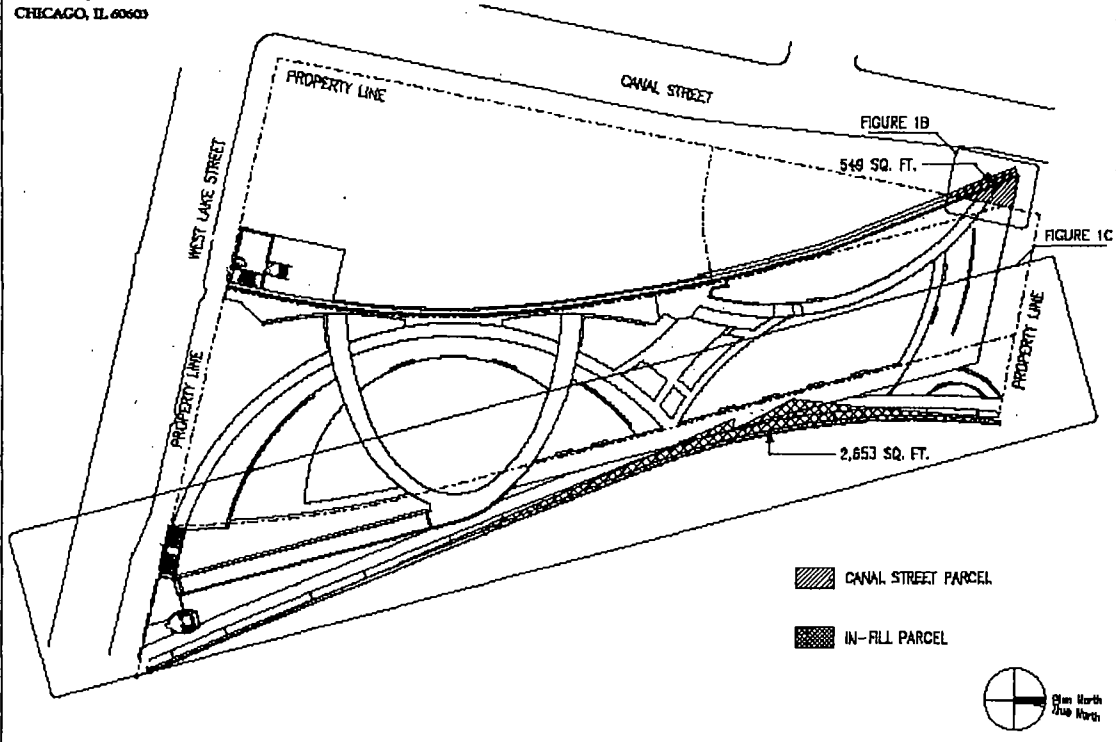 CHICAGO, IL 60603
PROPERTY LINE
CANAL STREET
FIGURE 1B
549 SQ. FT.
WEST LAKE STREET
FIGURE 1C
PROPERTY LINE
PROPERTY LINE
2,653 SQ. FT.
CANAL STREET PARCEL
IN-FILL PARCEL
Plan North
True North